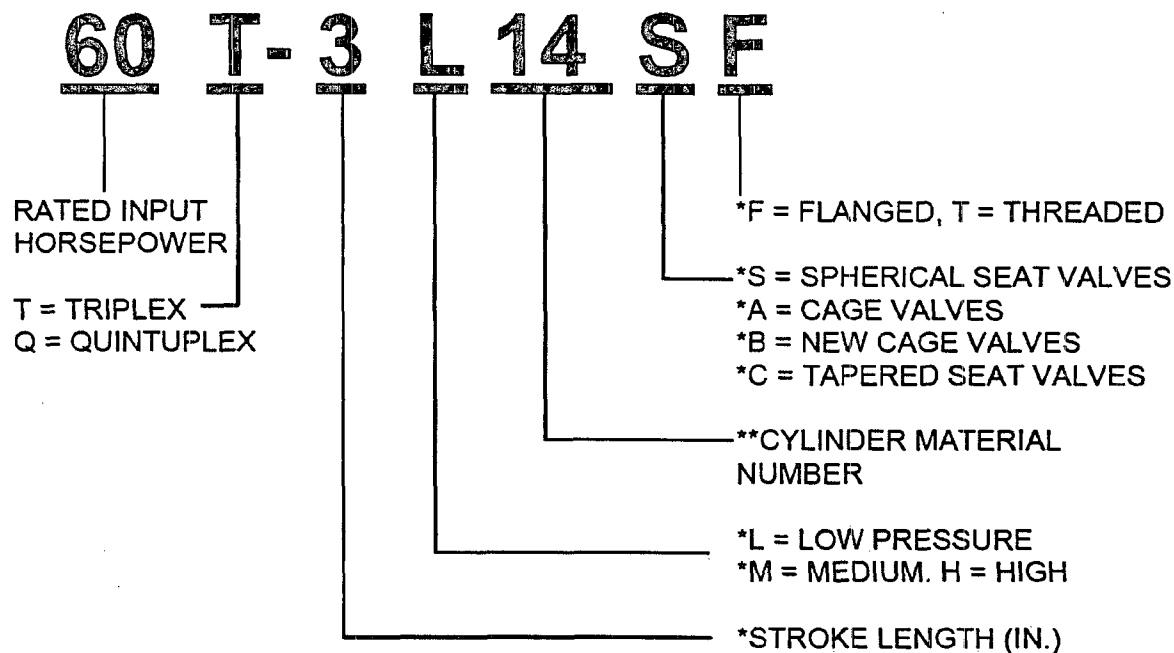 60 T - 3 L 14 S F
RATED INPUT
HORSEPOWER
T = TRIPLEX
Q = QUINTUPLEX
*F = FLANGED, T = THREADED
*S = SPHERICAL SEAT VALVES
*A = CAGE VALVES
*B = NEW CAGE VALVES
*C = TAPERED SEAT VALVES
**CYLINDER MATERIAL
NUMBER
*L = LOW PRESSURE
*M = MEDIUM. H = HIGH
*STROKE LENGTH (IN.)